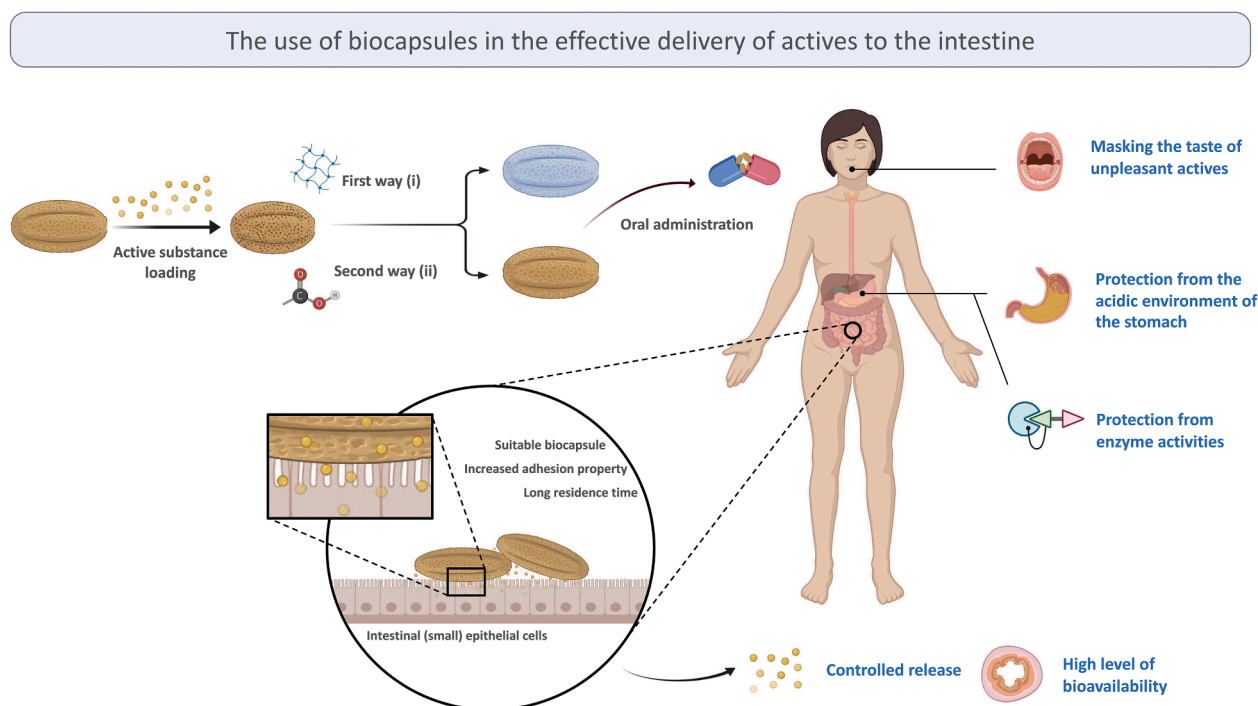 The use of biocapsules in the effective delivery of actives to the intestine
Active substance
loading
First way (i)
Second way (ii)
C
O
O
H
Oral administration
Masking the taste of
unpleasant actives
Protection from the
acidic environment of
the stomach
Protection from
enzyme activities
Suitable biocapsule
Increased adhesion property
Long residence time
Intestinal (small) epithelial cells
Controlled release
High level of
bioavailability